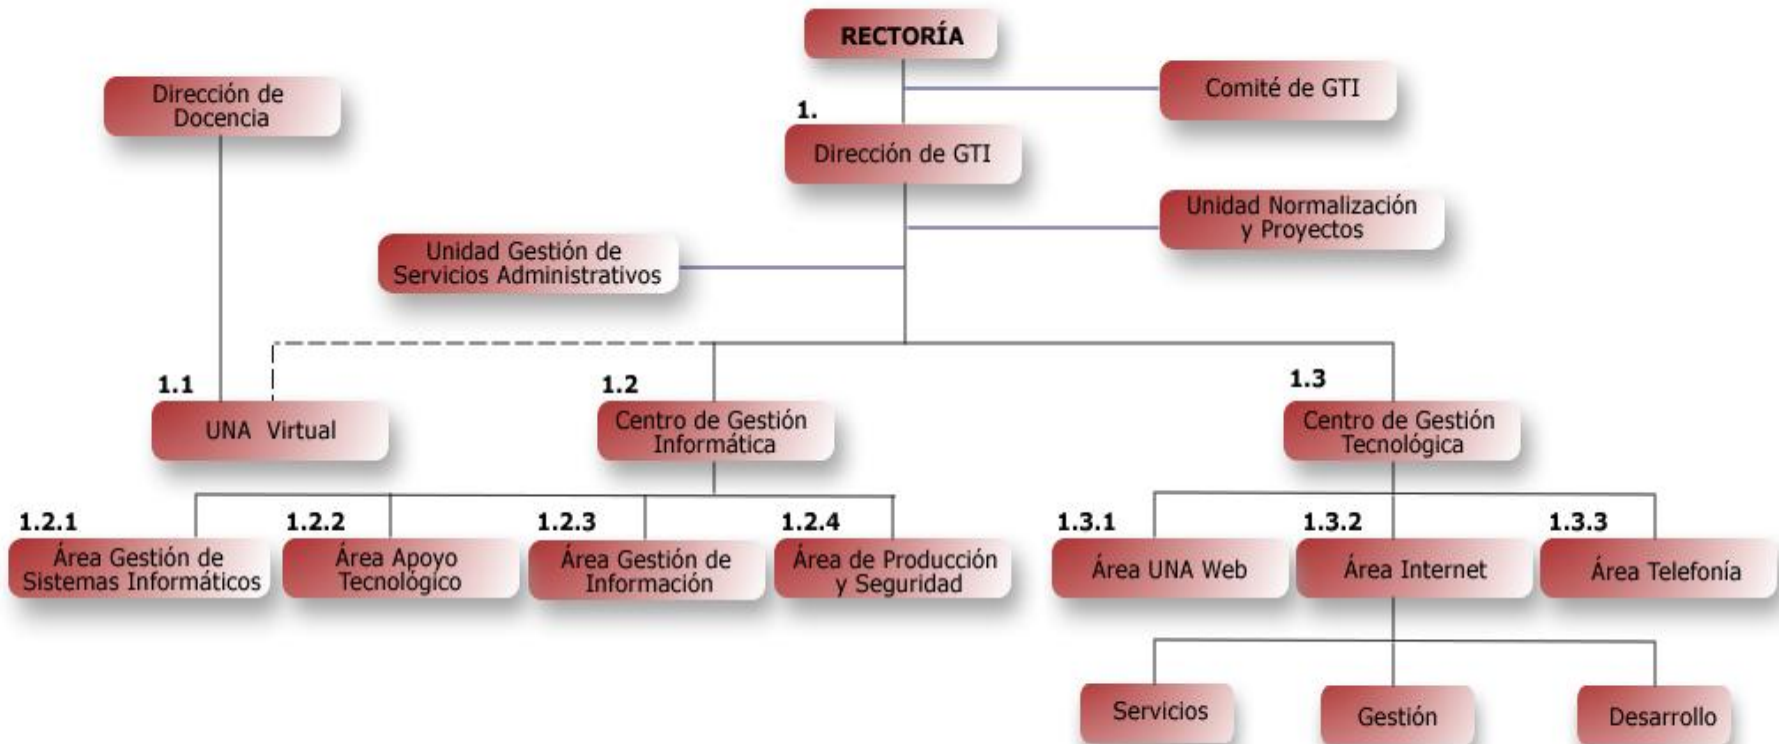 RECTORÍA
Comité de GTI
Dirección de
Docencia
1.
Dirección de GTI
Unidad Normalización
y Proyectos
Unidad Gestión de
Servicios Administrativos
1.1
UNA Virtual
1.2
Centro de Gestión
Informática
1.3
Centro de Gestión
Tecnológica
1.2.1
Área Gestión de
Sistemas Informáticos
1.2.2
Área Apoyo
Tecnológico
1.2.3
Área Gestión de
Información
1.2.4
Área de Producción
y Seguridad
1.3.1
Área UNA Web
1.3.2
Área Internet
1.3.3
Área Telefonía
Servicios
Gestión
Desarrollo